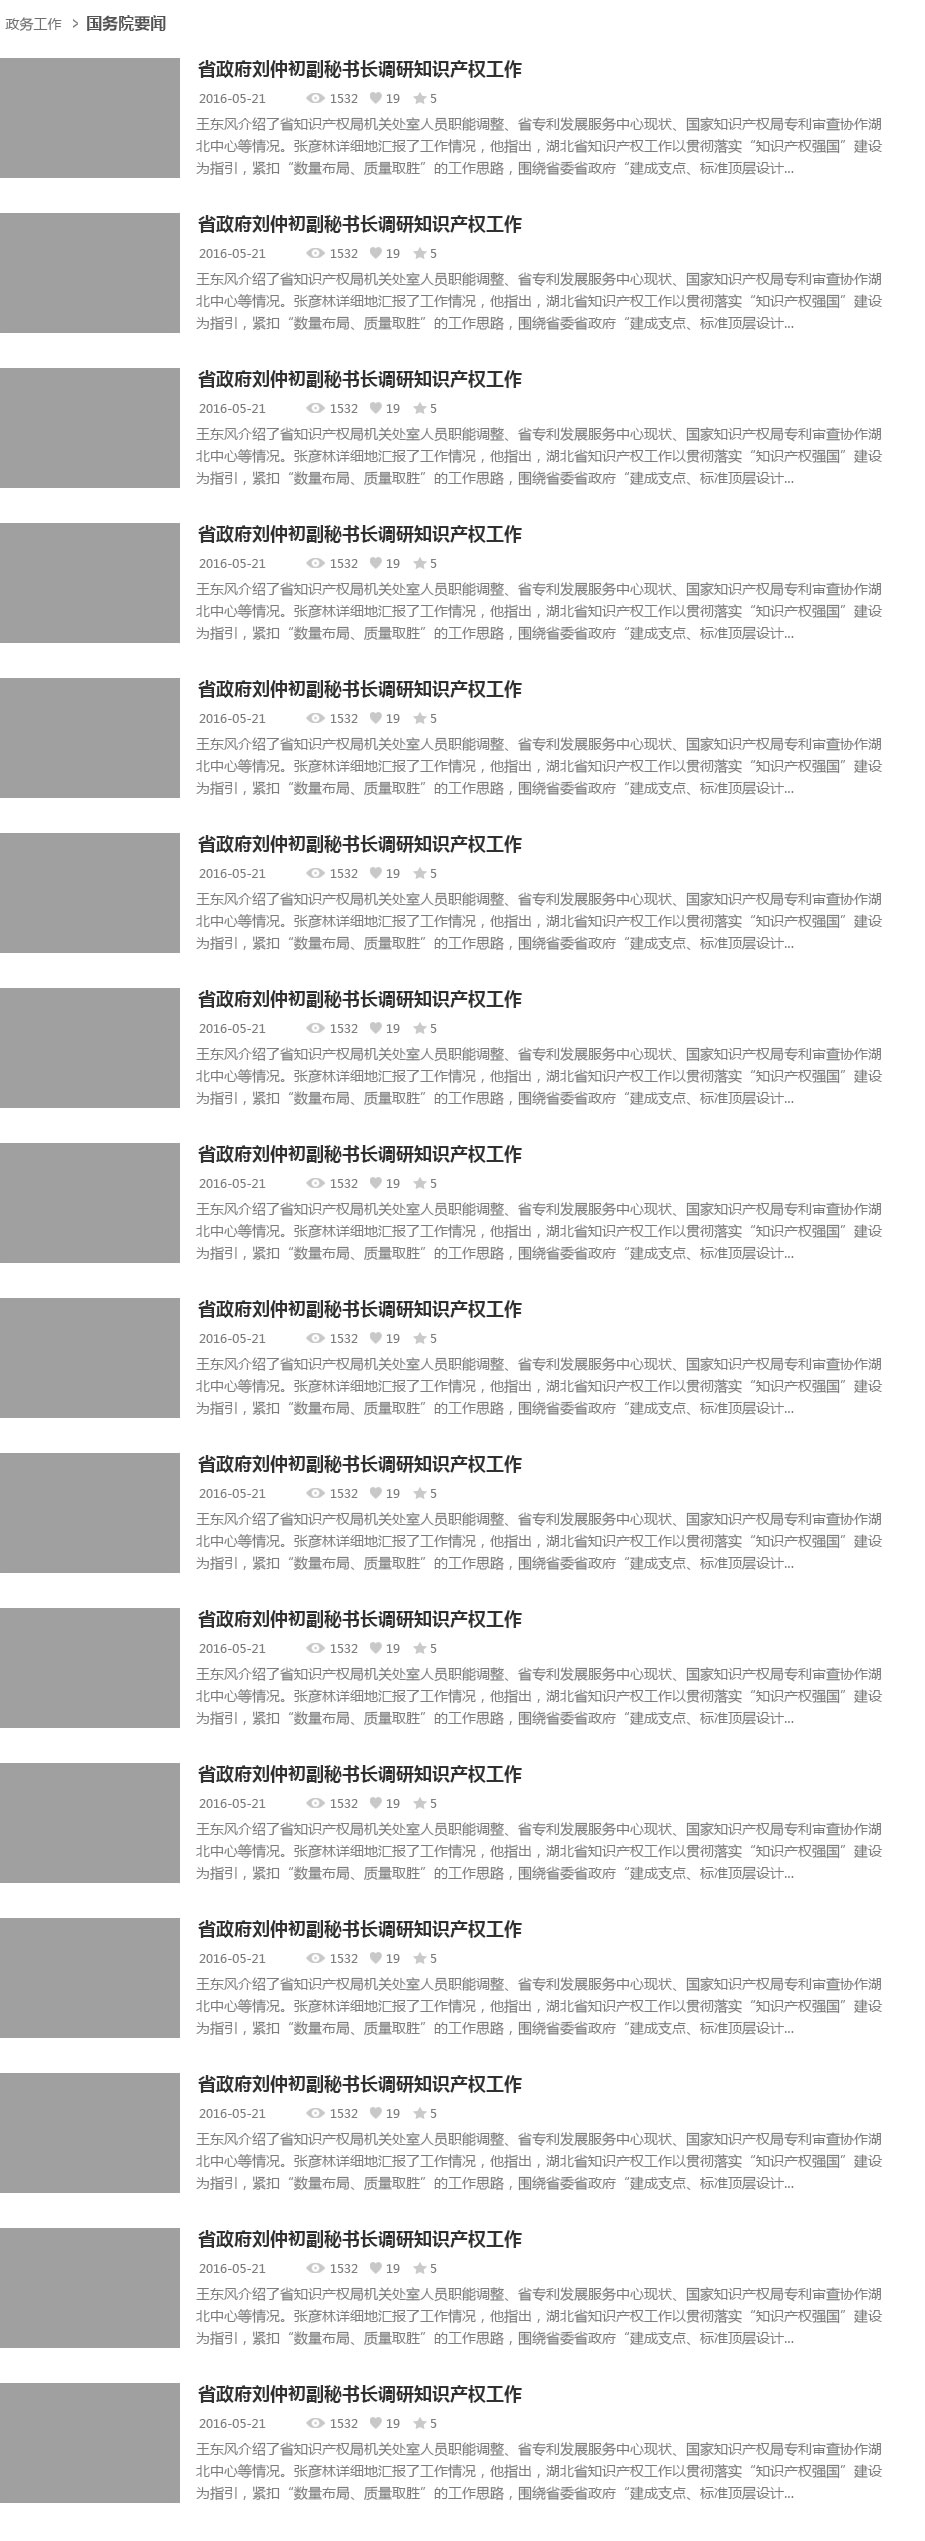 政务工作 > 国务院要闻
省政府刘仲初副秘书长调研知识产权工作
2016-05-21 1532 19 5
王东风介绍了省知识产权局机关处室人员职能调整、省专利发展服务中心现状、国家知识产权局专利审查协作湖
北中心等情况。张彦林详细地汇报了工作情况，他指出，湖北省知识产权工作以贯彻落实“知识产权强国”建设
为指引，紧扣“数量布局、质量取胜”的工作思路，围绕省委省政府“建成支点、标准顶层设计...
省政府刘仲初副秘书长调研知识产权工作
2016-05-21 1532 19 5
王东风介绍了省知识产权局机关处室人员职能调整、省专利发展服务中心现状、国家知识产权局专利审查协作湖
北中心等情况。张彦林详细地汇报了工作情况，他指出，湖北省知识产权工作以贯彻落实“知识产权强国”建设
为指引，紧扣“数量布局、质量取胜”的工作思路，围绕省委省政府“建成支点、标准顶层设计...
省政府刘仲初副秘书长调研知识产权工作
2016-05-21 1532 19 5
王东风介绍了省知识产权局机关处室人员职能调整、省专利发展服务中心现状、国家知识产权局专利审查协作湖
北中心等情况。张彦林详细地汇报了工作情况，他指出，湖北省知识产权工作以贯彻落实“知识产权强国”建设
为指引，紧扣“数量布局、质量取胜”的工作思路，围绕省委省政府“建成支点、标准顶层设计...
省政府刘仲初副秘书长调研知识产权工作
2016-05-21 1532 19 5
王东风介绍了省知识产权局机关处室人员职能调整、省专利发展服务中心现状、国家知识产权局专利审查协作湖
北中心等情况。张彦林详细地汇报了工作情况，他指出，湖北省知识产权工作以贯彻落实“知识产权强国”建设
为指引，紧扣“数量布局、质量取胜”的工作思路，围绕省委省政府“建成支点、标准顶层设计...
省政府刘仲初副秘书长调研知识产权工作
2016-05-21 1532 19 5
王东风介绍了省知识产权局机关处室人员职能调整、省专利发展服务中心现状、国家知识产权局专利审查协作湖
北中心等情况。张彦林详细地汇报了工作情况，他指出，湖北省知识产权工作以贯彻落实“知识产权强国”建设
为指引，紧扣“数量布局、质量取胜”的工作思路，围绕省委省政府“建成支点、标准顶层设计...
省政府刘仲初副秘书长调研知识产权工作
2016-05-21 1532 19 5
王东风介绍了省知识产权局机关处室人员职能调整、省专利发展服务中心现状、国家知识产权局专利审查协作湖
北中心等情况。张彦林详细地汇报了工作情况，他指出，湖北省知识产权工作以贯彻落实“知识产权强国”建设
为指引，紧扣“数量布局、质量取胜”的工作思路，围绕省委省政府“建成支点、标准顶层设计...
省政府刘仲初副秘书长调研知识产权工作
2016-05-21 1532 19 5
王东风介绍了省知识产权局机关处室人员职能调整、省专利发展服务中心现状、国家知识产权局专利审查协作湖
北中心等情况。张彦林详细地汇报了工作情况，他指出，湖北省知识产权工作以贯彻落实“知识产权强国”建设
为指引，紧扣“数量布局、质量取胜”的工作思路，围绕省委省政府“建成支点、标准顶层设计...
省政府刘仲初副秘书长调研知识产权工作
2016-05-21 1532 19 5
王东风介绍了省知识产权局机关处室人员职能调整、省专利发展服务中心现状、国家知识产权局专利审查协作湖
北中心等情况。张彦林详细地汇报了工作情况，他指出，湖北省知识产权工作以贯彻落实“知识产权强国”建设
为指引，紧扣“数量布局、质量取胜”的工作思路，围绕省委省政府“建成支点、标准顶层设计...
省政府刘仲初副秘书长调研知识产权工作
2016-05-21 1532 19 5
王东风介绍了省知识产权局机关处室人员职能调整、省专利发展服务中心现状、国家知识产权局专利审查协作湖
北中心等情况。张彦林详细地汇报了工作情况，他指出，湖北省知识产权工作以贯彻落实“知识产权强国”建设
为指引，紧扣“数量布局、质量取胜”的工作思路，围绕省委省政府“建成支点、标准顶层设计...
省政府刘仲初副秘书长调研知识产权工作
2016-05-21 1532 19 5
王东风介绍了省知识产权局机关处室人员职能调整、省专利发展服务中心现状、国家知识产权局专利审查协作湖
北中心等情况。张彦林详细地汇报了工作情况，他指出，湖北省知识产权工作以贯彻落实“知识产权强国”建设
为指引，紧扣“数量布局、质量取胜”的工作思路，围绕省委省政府“建成支点、标准顶层设计...
省政府刘仲初副秘书长调研知识产权工作
2016-05-21 1532 19 5
王东风介绍了省知识产权局机关处室人员职能调整、省专利发展服务中心现状、国家知识产权局专利审查协作湖
北中心等情况。张彦林详细地汇报了工作情况，他指出，湖北省知识产权工作以贯彻落实“知识产权强国”建设
为指引，紧扣“数量布局、质量取胜”的工作思路，围绕省委省政府“建成支点、标准顶层设计...
省政府刘仲初副秘书长调研知识产权工作
2016-05-21 1532 19 5
王东风介绍了省知识产权局机关处室人员职能调整、省专利发展服务中心现状、国家知识产权局专利审查协作湖
北中心等情况。张彦林详细地汇报了工作情况，他指出，湖北省知识产权工作以贯彻落实“知识产权强国”建设
为指引，紧扣“数量布局、质量取胜”的工作思路，围绕省委省政府“建成支点、标准顶层设计...
省政府刘仲初副秘书长调研知识产权工作
2016-05-21 1532 19 5
王东风介绍了省知识产权局机关处室人员职能调整、省专利发展服务中心现状、国家知识产权局专利审查协作湖
北中心等情况。张彦林详细地汇报了工作情况，他指出，湖北省知识产权工作以贯彻落实“知识产权强国”建设
为指引，紧扣“数量布局、质量取胜”的工作思路，围绕省委省政府“建成支点、标准顶层设计...
省政府刘仲初副秘书长调研知识产权工作
2016-05-21 1532 19 5
王东风介绍了省知识产权局机关处室人员职能调整、省专利发展服务中心现状、国家知识产权局专利审查协作湖
北中心等情况。张彦林详细地汇报了工作情况，他指出，湖北省知识产权工作以贯彻落实“知识产权强国”建设
为指引，紧扣“数量布局、质量取胜”的工作思路，围绕省委省政府“建成支点、标准顶层设计...
省政府刘仲初副秘书长调研知识产权工作
2016-05-21 1532 19 5
王东风介绍了省知识产权局机关处室人员职能调整、省专利发展服务中心现状、国家知识产权局专利审查协作湖
北中心等情况。张彦林详细地汇报了工作情况，他指出，湖北省知识产权工作以贯彻落实“知识产权强国”建设
为指引，紧扣“数量布局、质量取胜”的工作思路，围绕省委省政府“建成支点、标准顶层设计...
省政府刘仲初副秘书长调研知识产权工作
2016-05-21 1532 19 5
王东风介绍了省知识产权局机关处室人员职能调整、省专利发展服务中心现状、国家知识产权局专利审查协作湖
北中心等情况。张彦林详细地汇报了工作情况，他指出，湖北省知识产权工作以贯彻落实“知识产权强国”建设
为指引，紧扣“数量布局、质量取胜”的工作思路，围绕省委省政府“建成支点、标准顶层设计...